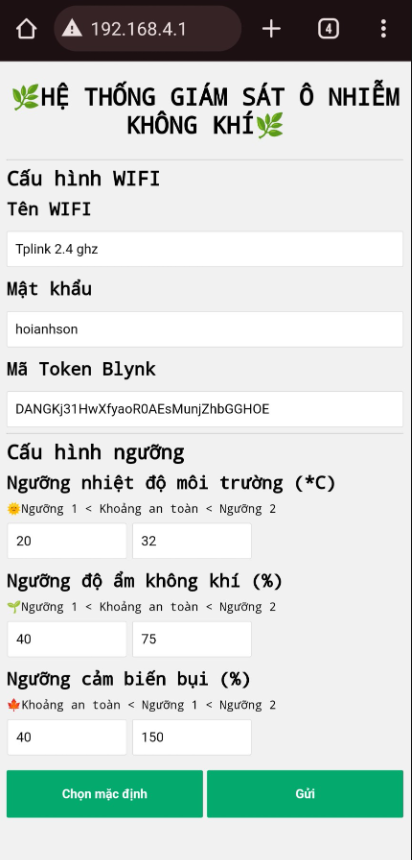 192.168.4.1
4
🌿HỆ THỐNG GIÁM SÁT Ô NHIỄM
KHÔNG KHÍ🌿
Cấu hình WIFI
Tên WIFI
Tplink 2.4 ghz
Mật khẩu
hoianhson
Mã Token Blynk
DANGKj31HwXfyaoR0AEsMunjZhbGGHOE
Cấu hình ngưỡng
Ngưỡng nhiệt độ môi trường (*C)
🌞Ngưỡng 1 < Khoảng an toàn < Ngưỡng 2
20 32
Ngưỡng độ ẩm không khí (%)
🌱Ngưỡng 1 < Khoảng an toàn < Ngưỡng 2
40 75
Ngưỡng cảm biến bụi (%)
🍁Khoảng an toàn < Ngưỡng 1 < Ngưỡng 2
40 150
Chọn mặc định Gửi